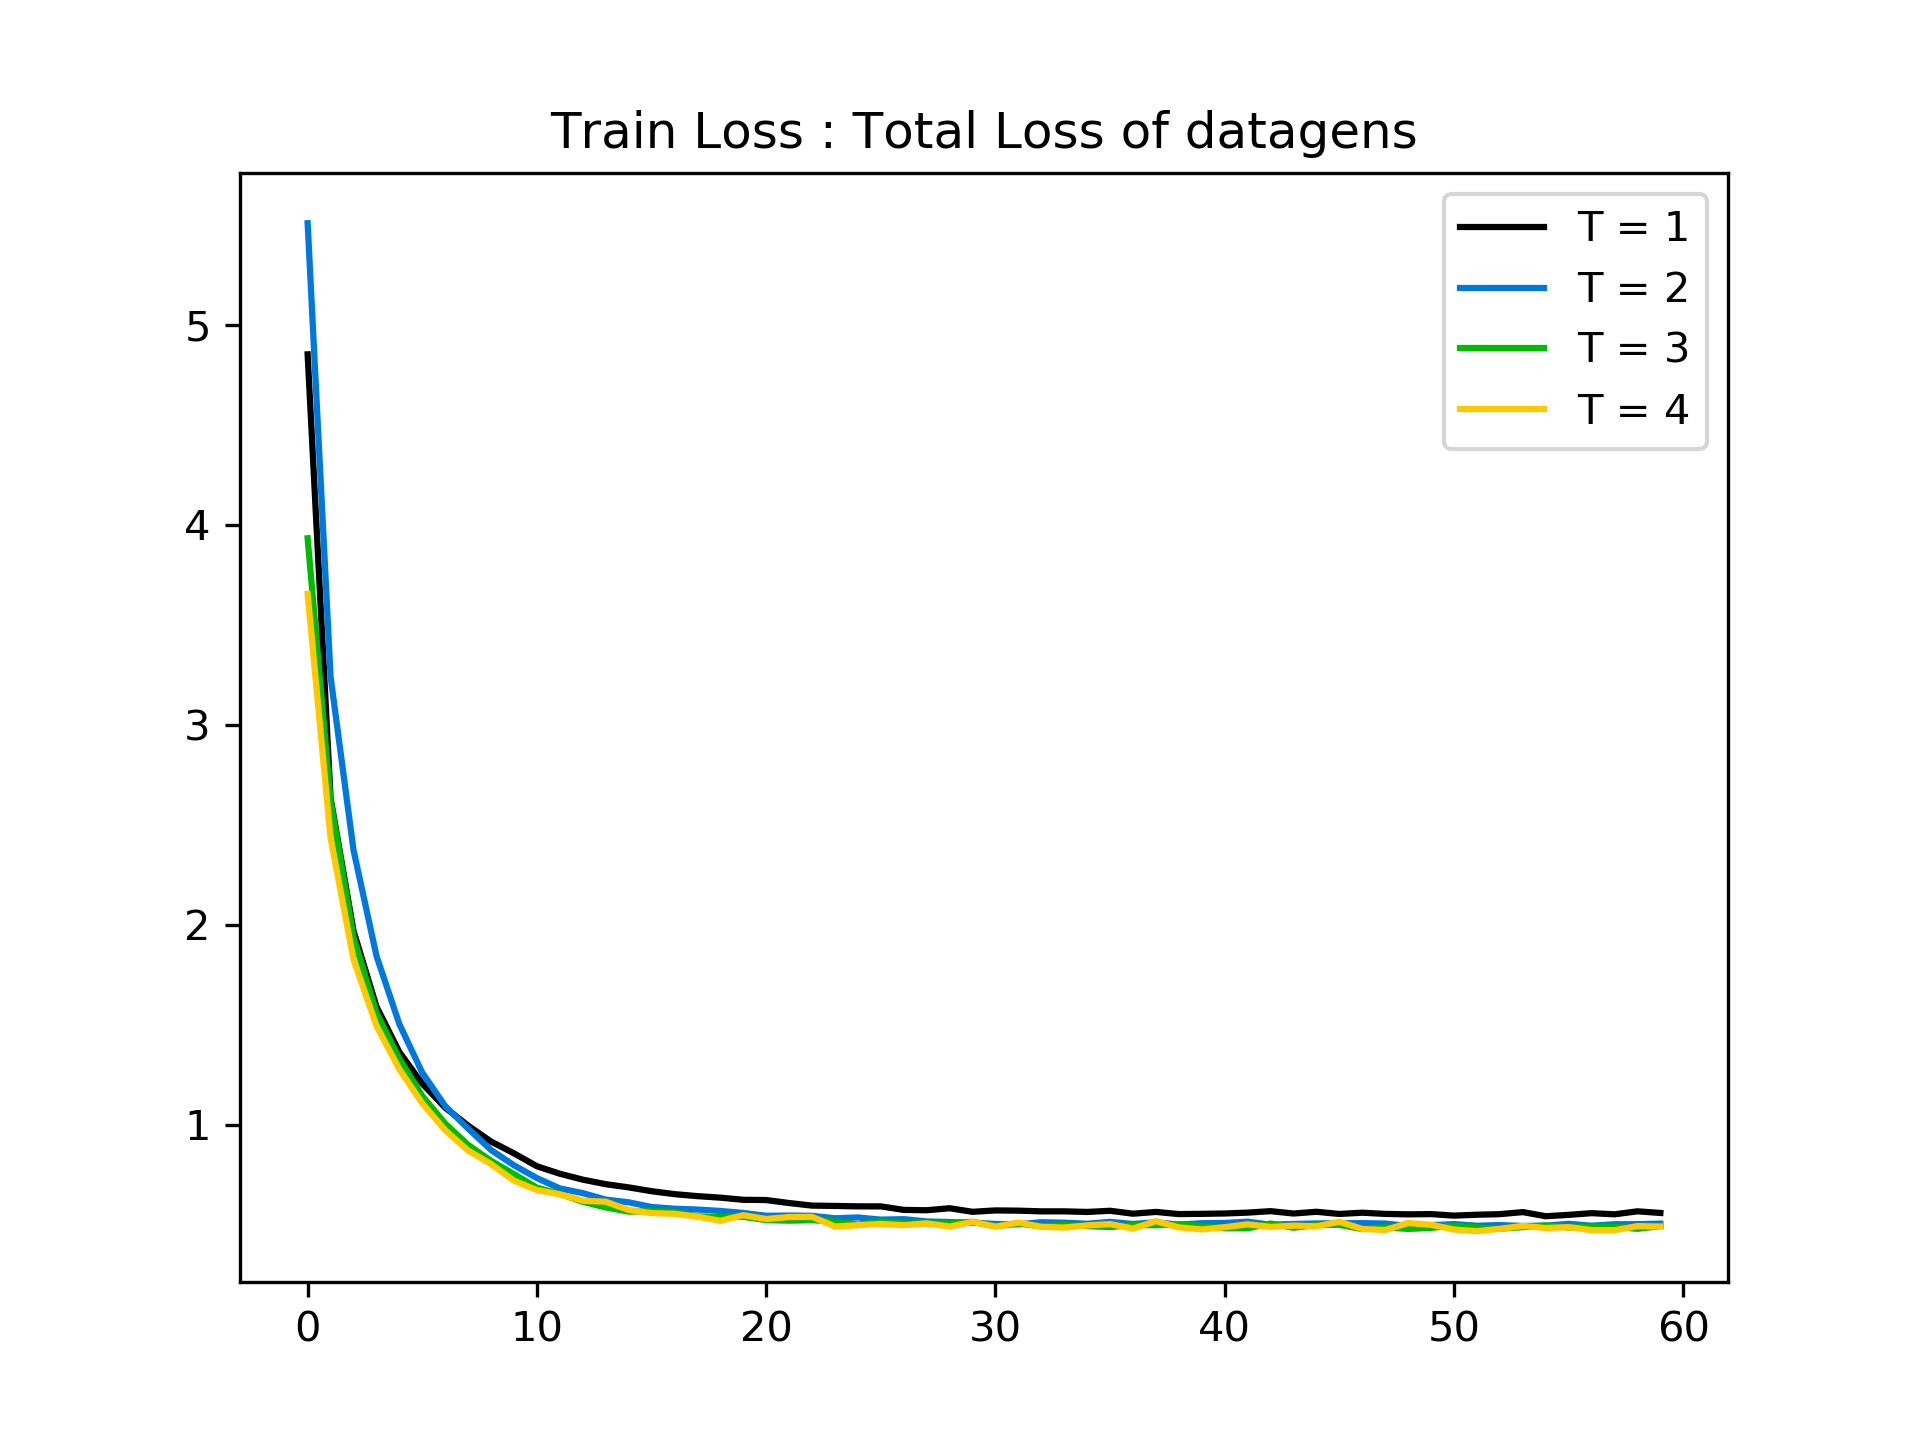 Train Loss : Total Loss of datagens
T = 1
T = 2
T = 3
T = 4
5
4
3
2
1
0 10 20 30 40 50 60